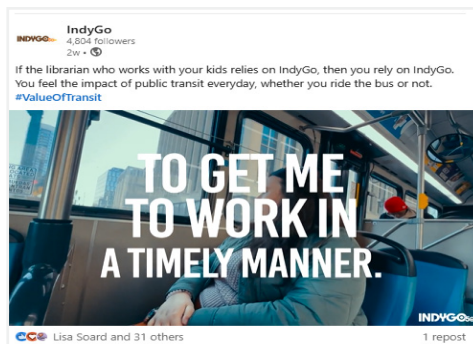 IndyGo
INDYGO
4,804 followers
2w •
If the librarian who works with your kids relies on IndyGo, then you rely on IndyGo.
You feel the impact of public transit everyday, whether you ride the bus or not.
#ValueOfTransit
TO GET ME
TO WORK IN
A TIMELY MANNER.
INDYGO
Lisa Soard and 31 others
1 repost